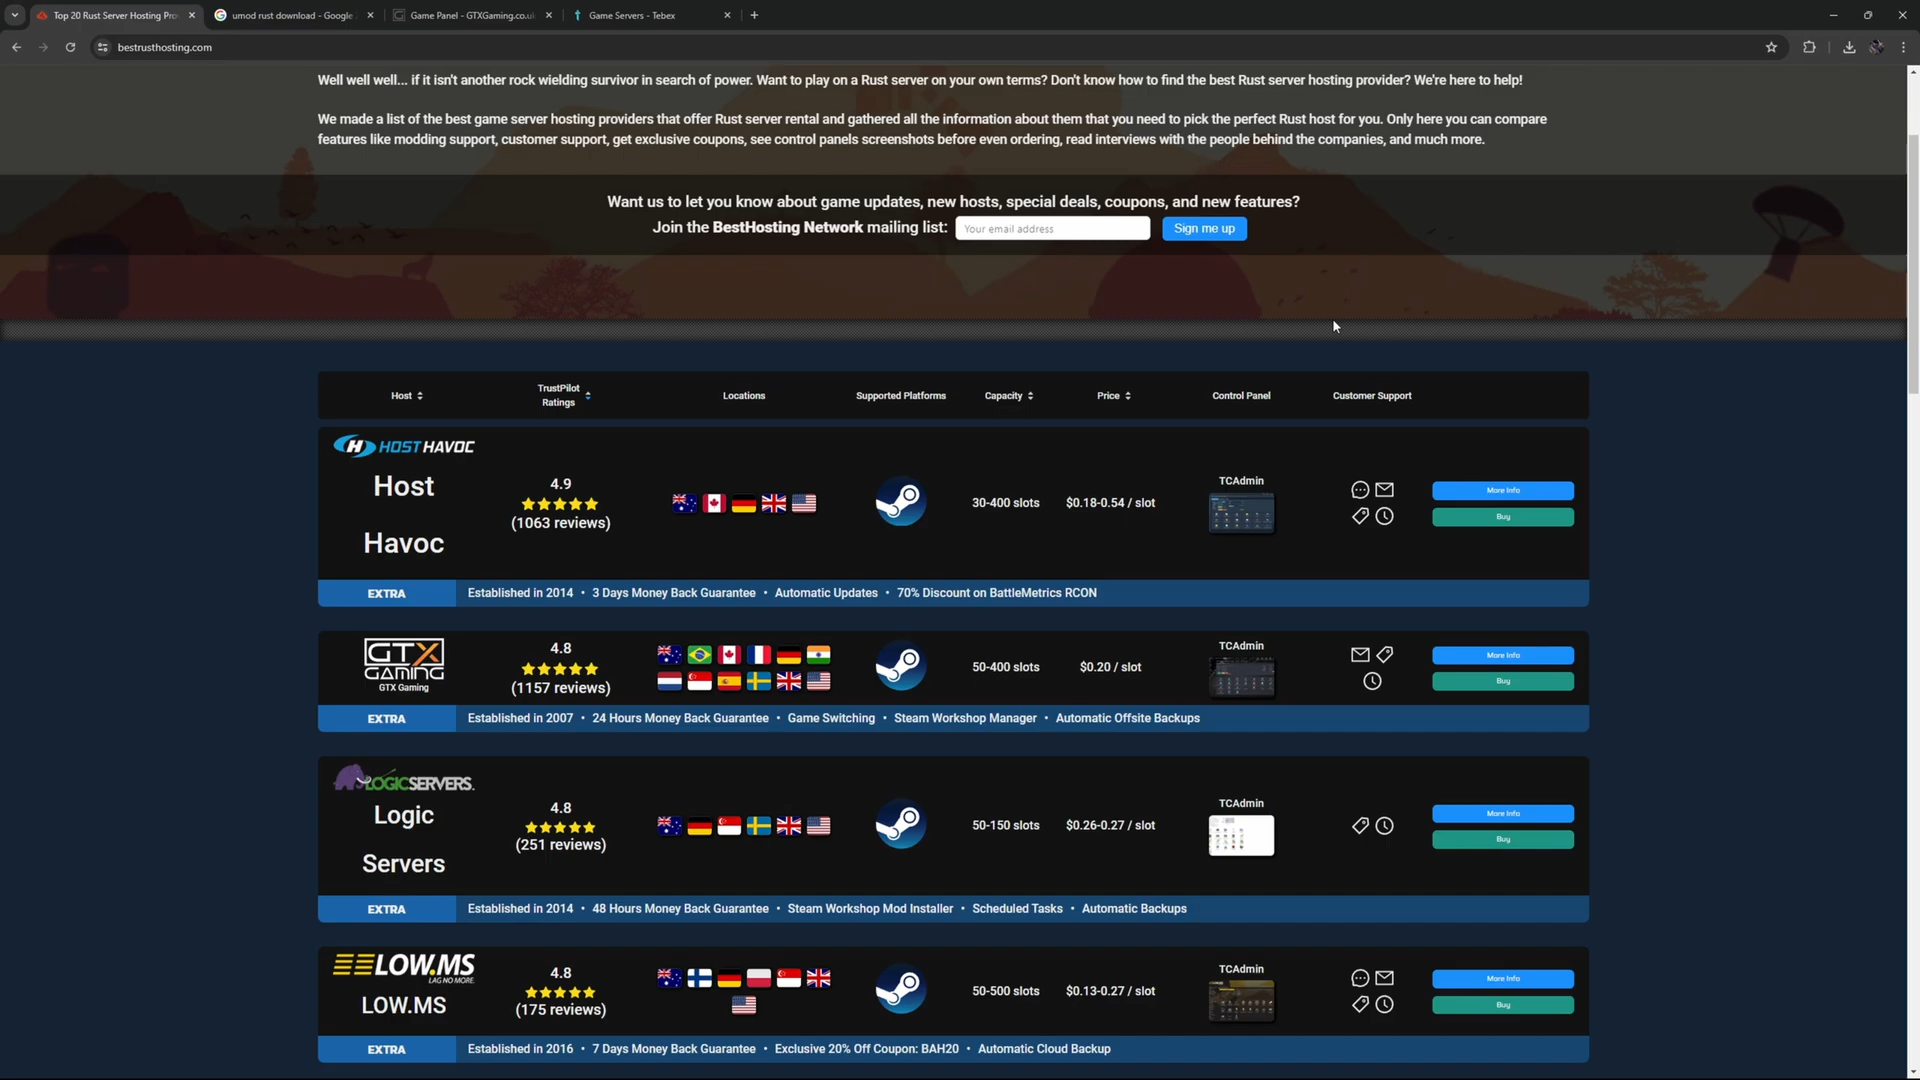 Top 20 Rust Server Hosting Pro
umod rust download - Google
Game Panel - GTXGaming.co.uk
Game Servers - Tebex
bestrusthosting.com
Well well well... if it isn't another rock wielding survivor in search of power. Want to play on a Rust server on your own terms? Don't know how to find the best Rust server hosting provider? We're here to help!
We made a list of the best game server hosting providers that offer Rust server rental and gathered all the information about them that you need to pick the perfect Rust host for you. Only here you can compare
features like modding support, customer support, get exclusive coupons, see control panels screenshots before even ordering, read interviews with the people behind the companies, and much more.
Want us to let you know about game updates, new hosts, special deals, coupons, and new features?
Join the BestHosting Network mailing list: Your email address Sign me up
Host TrustPilot Ratings Locations Supported Platforms Capacity Price Control Panel Customer Support
HOST HAVOC
Host
Havoc
4.9
(1063 reviews)
30-400 slots
$0.18-0.54 / slot
TCAdmin
More Info
Buy
EXTRA Established in 2014 • 3 Days Money Back Guarantee • Automatic Updates • 70% Discount on BattleMetrics RCON
GTX
GAMING
GTX Gaming
4.8
(1157 reviews)
50-400 slots
$0.20 / slot
TCAdmin
More Info
Buy
EXTRA Established in 2007 • 24 Hours Money Back Guarantee • Game Switching • Steam Workshop Manager • Automatic Offsite Backups
LOGICSERVERS.
Logic
Servers
4.8
(251 reviews)
50-150 slots
$0.26-0.27 / slot
TCAdmin
More Info
Buy
EXTRA Established in 2014 • 48 Hours Money Back Guarantee • Steam Workshop Mod Installer • Scheduled Tasks • Automatic Backups
LOW.MS
LAG NO MORE.
LOW.MS
4.8
(175 reviews)
50-500 slots
$0.13-0.27 / slot
TCAdmin
More Info
Buy
EXTRA Established in 2016 • 7 Days Money Back Guarantee • Exclusive 20% Off Coupon: BAH20 • Automatic Cloud Backup